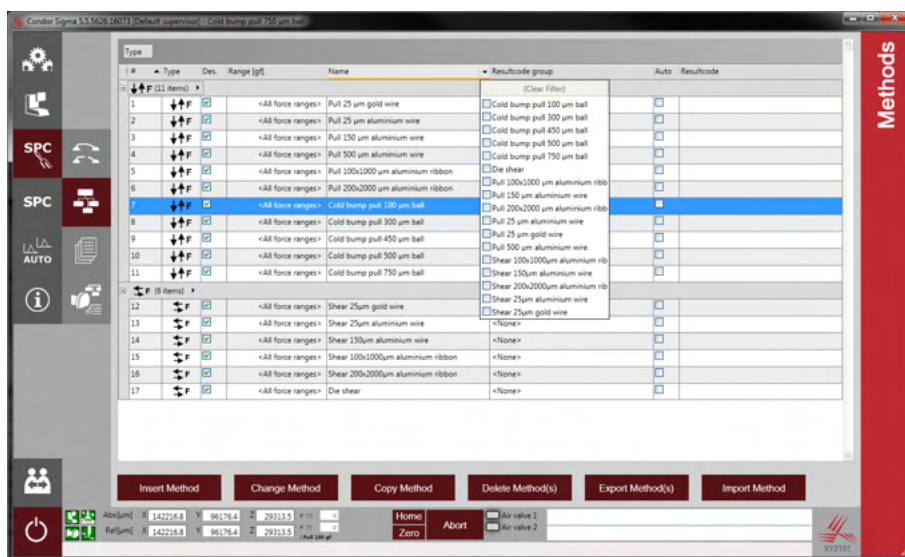 Condor Sigma 5.5.5626.16073 [Default supervisor] - Cold bump pull 750 µm ball
Methods
Type
# Type Des. Range [gf] Name Resultcode group Auto Resultcode
F (11 items)
(Clear Filter)
1 F <All force ranges> Pull 25 µm gold wire
2 F <All force ranges> Pull 25 µm aluminium wire
3 F <All force ranges> Pull 150 µm aluminium wire
4 F <All force ranges> Pull 500 µm aluminium wire
5 F <All force ranges> Pull 100x1000 µm aluminium ribbon
6 F <All force ranges> Pull 200x2000 µm aluminium ribbon
7 F <All force ranges> Cold bump pull 100 µm ball
8 F <All force ranges> Cold bump pull 300 µm ball
9 F <All force ranges> Cold bump pull 450 µm ball
10 F <All force ranges> Cold bump pull 500 µm ball
11 F <All force ranges> Cold bump pull 750 µm ball
Cold bump pull 100 µm ball
Cold bump pull 300 µm ball
Cold bump pull 450 µm ball
Cold bump pull 500 µm ball
Cold bump pull 750 µm ball
Die shear
Pull 100x1000 µm aluminium ribb
Pull 150 µm aluminium wire
Pull 200x2000 µm aluminium ribb
Pull 25 µm aluminium wire
Pull 25 µm gold wire
Pull 500 µm aluminium wire
Shear 100x1000µm aluminium rib
Shear 150µm aluminium wire
Shear 200x2000µm aluminium rib
Shear 25µm aluminium wire
Shear 25µm gold wire
F (6 items)
12 F <All force ranges> Shear 25µm gold wire
13 F <All force ranges> Shear 25µm aluminium wire <None>
14 F <All force ranges> Shear 150µm aluminium wire <None>
15 F <All force ranges> Shear 100x1000µm aluminium ribbon <None>
16 F <All force ranges> Shear 200x2000µm aluminium ribbon <None>
17 F <All force ranges> Die shear <None>
SPC
SPC
AUTO
Insert Method Change Method Copy Method Delete Method(s) Export Method(s) Import Method
Abs[µm] X 142216.8 Y 96176.4 Z 29313.5 0
Rel[µm] X 142216.8 Y 96176.4 Z 29313.5 0
Pull 100 gf
Home
Zero
Abort
Air valve 1
Air valve 2
XYZTEC